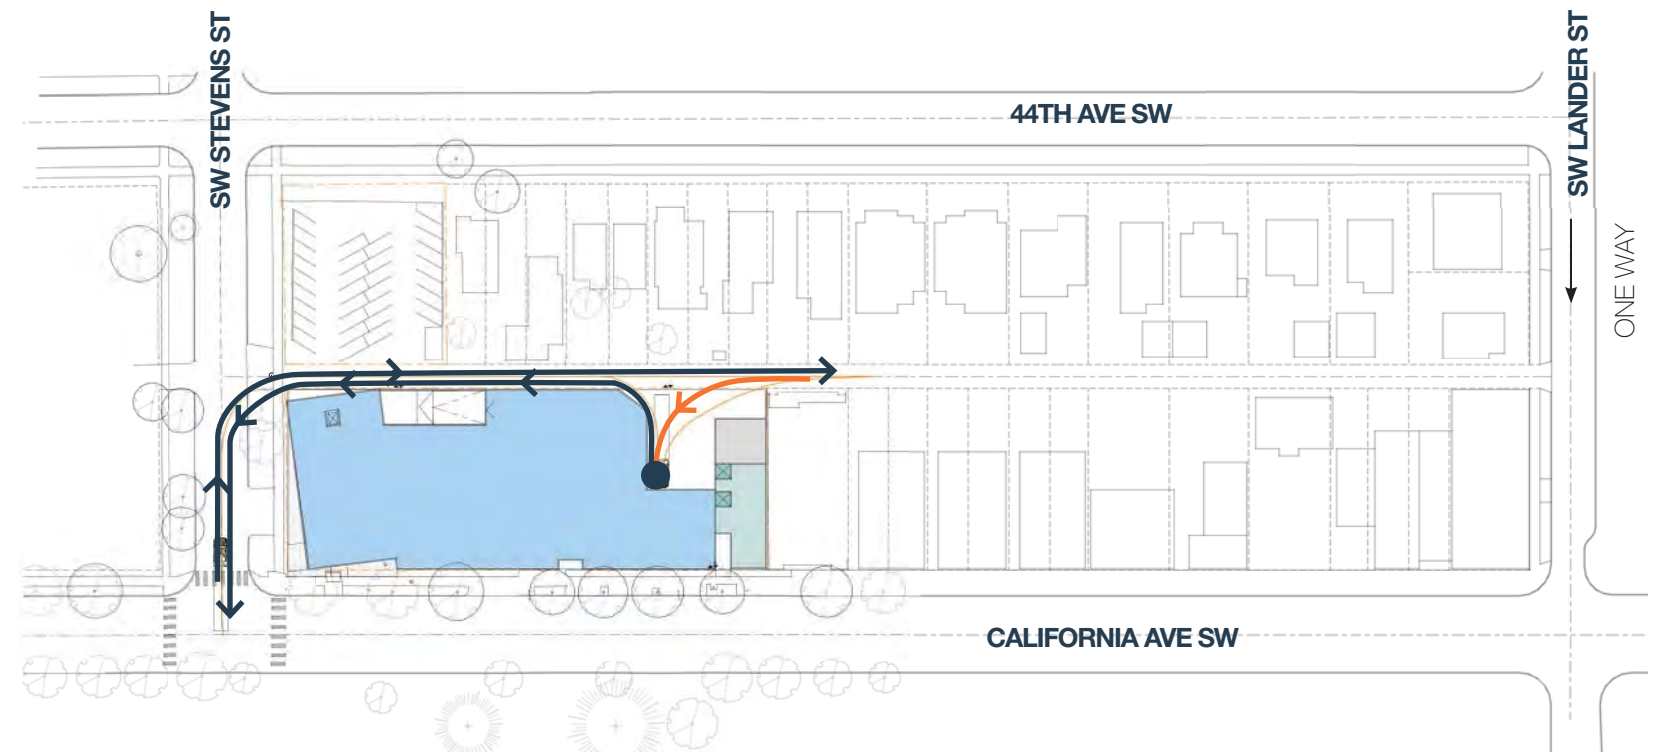 SW STEVENS ST
44TH AVE SW
SW LANDER ST
ONE WAY
CALIFORNIA AVE SW